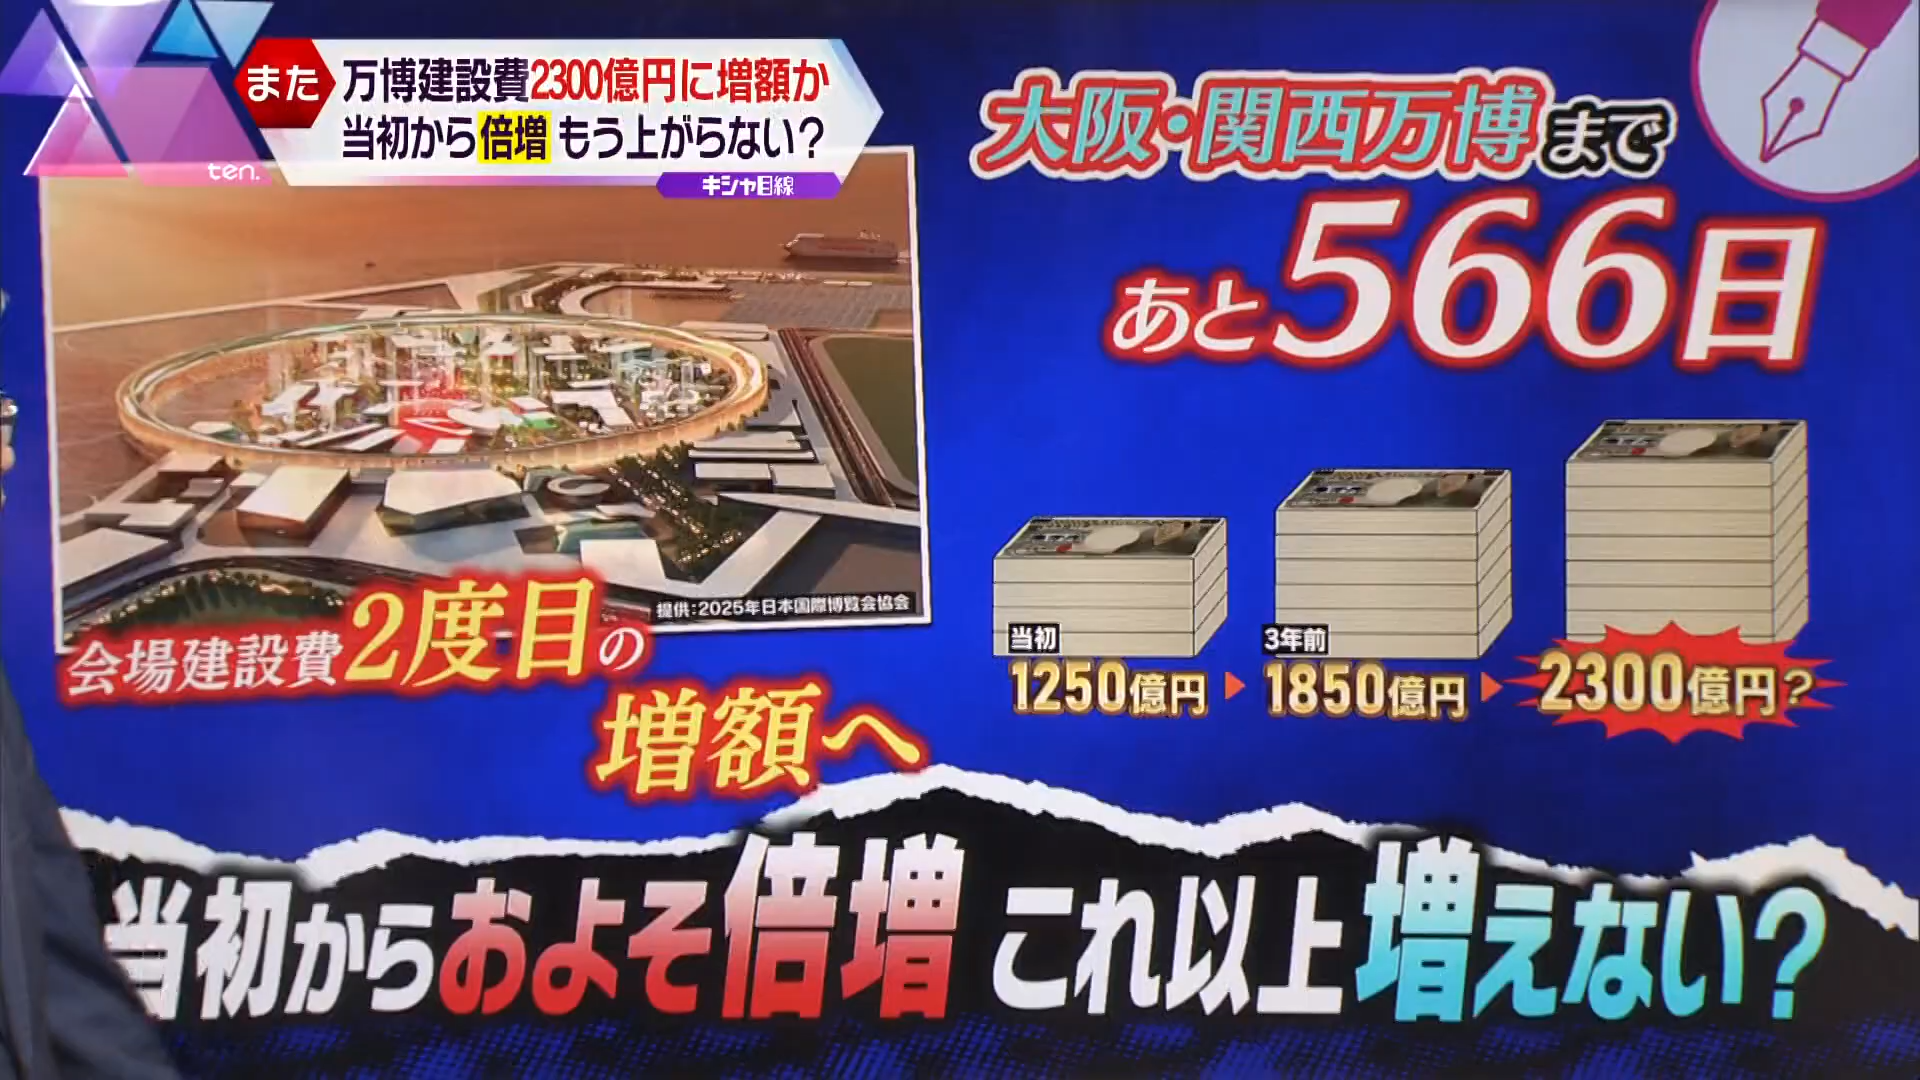 また
万博建設費2300億円に増額か
当初から倍増 もう上がらない?
ten.
キシャ目線
大阪・関西万博まで
あと566日
提供:2025年日本国際博覧会協会
会場建設費2度目の
増額へ
当初
1250億円
3年前
1850億円
2300億円?
当初からおよそ倍増 これ以上増えない?